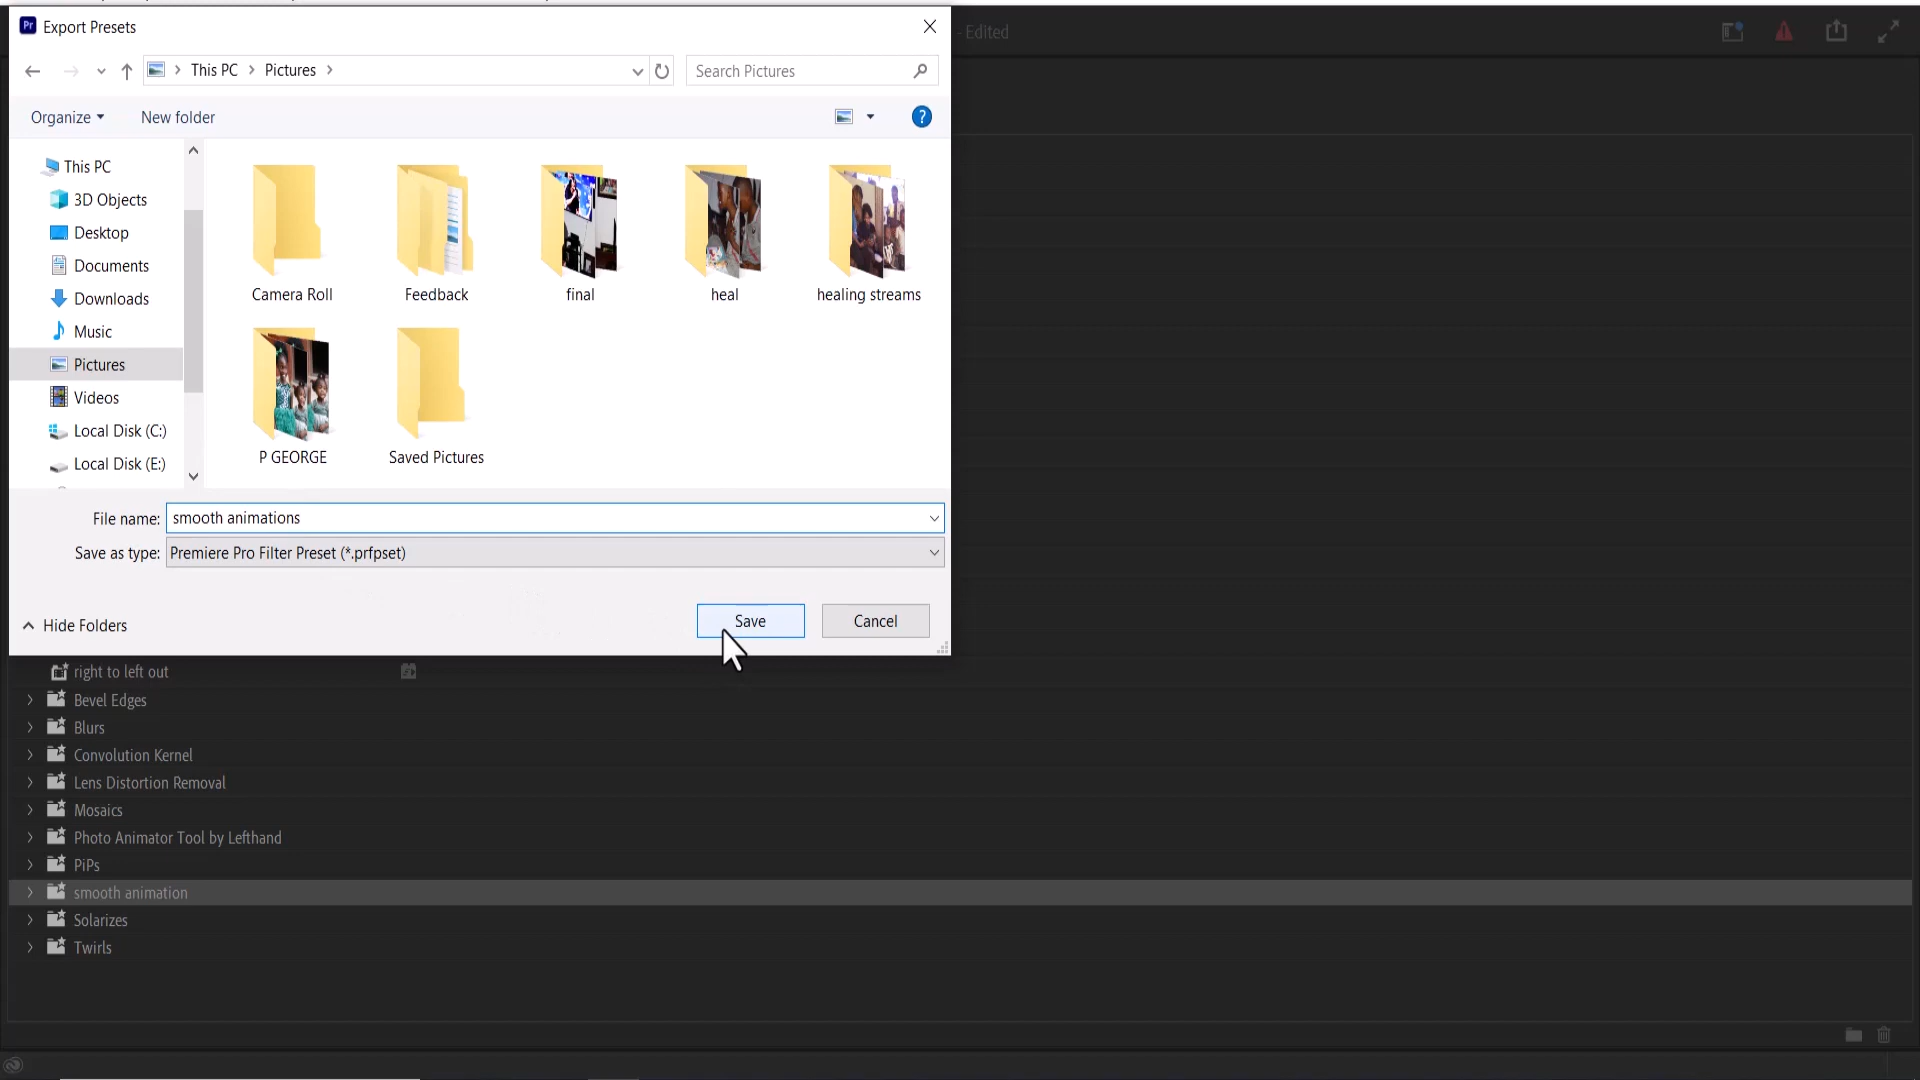 Pr Export Presets
- Edited
This PC > Pictures >
Search Pictures
Organize
New folder
?
This PC
3D Objects
Desktop
Documents
Downloads
Music
Pictures
Videos
Local Disk (C:)
Local Disk (E:)
Camera Roll
Feedback
final
heal
healing streams
P GEORGE
Saved Pictures
File name: smooth animations
Save as type: Premiere Pro Filter Preset (*.prfpset)
Hide Folders
Save
Cancel
right to left out
Bevel Edges
Blurs
Convolution Kernel
Lens Distortion Removal
Mosaics
Photo Animator Tool by Lefthand
PiPs
smooth animation
Solarizes
Twirls